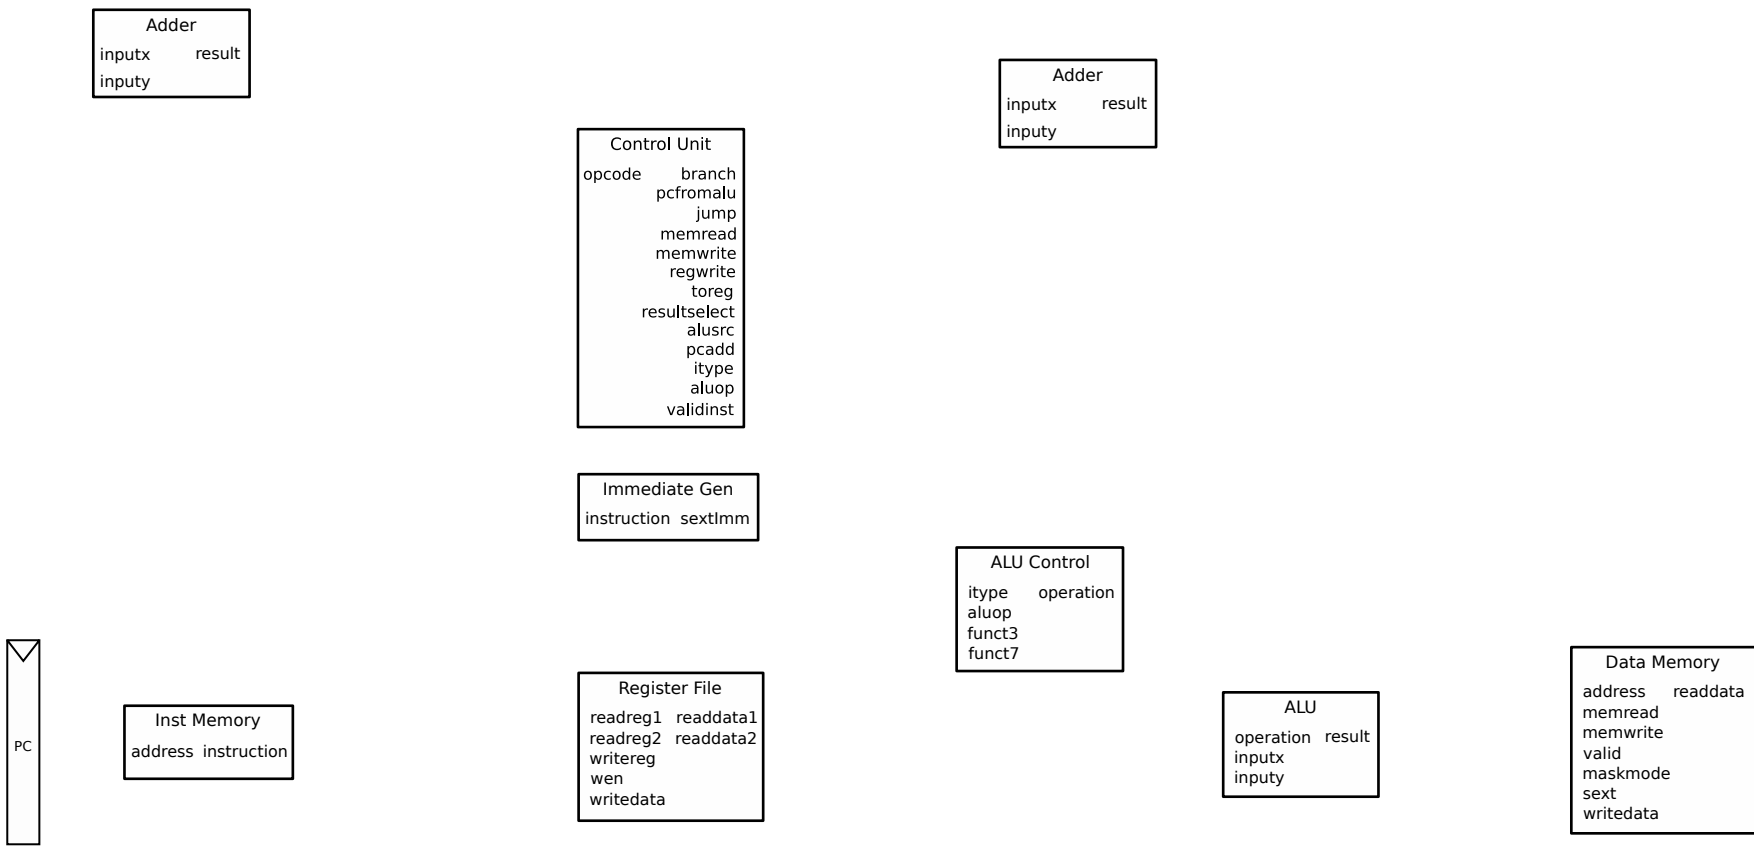 Adder
inputx result
inputy
Adder
inputx result
inputy
Control Unit
opcode branch
pcfromalu
jump
memread
memwrite
regwrite
toreg
resultselect
alusrc
pcadd
itype
aluop
validinst
Immediate Gen
instruction sextImm
ALU Control
itype operation
aluop
funct3
funct7
PC
Inst Memory
address instruction
Register File
readreg1 readdata1
readreg2 readdata2
writereg
wen
writedata
ALU
operation result
inputx
inputy
Data Memory
address readdata
memread
memwrite
valid
maskmode
sext
writedata